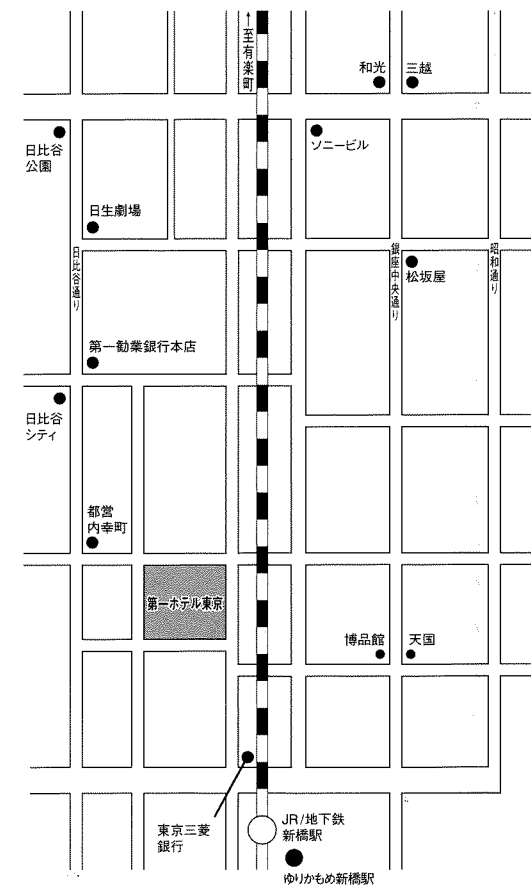 ←至有楽町
和光
三越
日比谷
公園
ソニービル
日生劇場
日比谷通り
銀座中央通り
松坂屋
昭和通り
第一勧業銀行本店
日比谷
シティ
都営
内幸町
第一ホテル東京
博品館
天国
東京三菱
銀行
JR/地下鉄
新橋駅
ゆりかもめ新橋駅